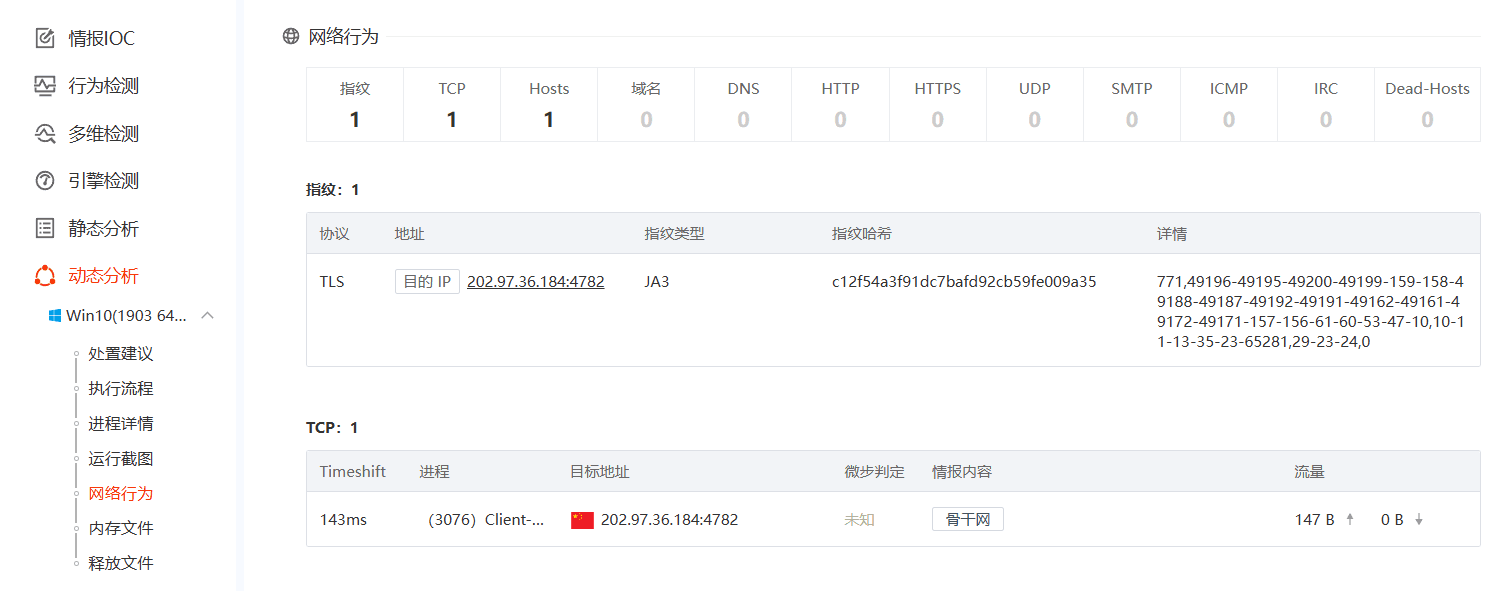 情报IOC
行为检测
多维检测
引擎检测
静态分析
动态分析
Win10(1903 64...
处置建议
执行流程
进程详情
运行截图
网络行为
内存文件
释放文件
网络行为
指纹 TCP Hosts 域名 DNS HTTP HTTPS UDP SMTP ICMP IRC Dead-Hosts
1 1 1 0 0 0 0 0 0 0 0 0
指纹：1
协议 地址 指纹类型 指纹哈希 详情
TLS 目的 IP 202.97.36.184:4782 JA3 c12f54a3f91dc7bafd92cb59fe009a35 771,49196-49195-49200-49199-159-158-4
9188-49187-49192-49191-49162-49161-4
9172-49171-157-156-61-60-53-47-10,10-1
1-13-35-23-65281,29-23-24,0
TCP：1
Timeshift 进程 目标地址 微步判定 情报内容 流量
143ms （3076）Client-... 202.97.36.184:4782 未知 骨干网 147 B 0 B